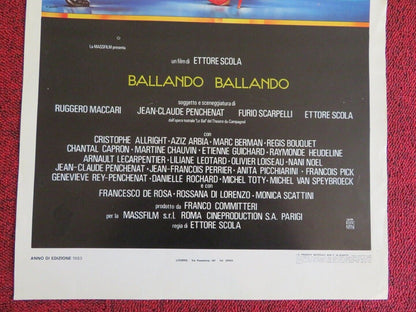 La MASSFILM presenta
un film di ETTORE SCOLA
BALLANDO BALLANDO
soggetto e sceneggiatura di
RUGGERO MACCARI JEAN-CLAUDE PENCHENAT FURIO SCARPELLI ETTORE SCOLA
dall'opera teatrale "Le Bal" del Théatre du Campagnol
con
CRISTOPHE ALLRIGHT - AZIZ ARBIA - MARC BERMAN - REGIS BOUQUET
CHANTAL CAPRON - MARTINE CHAUVIN - ETIENNE GUICHARD - RAYMONDE HEUDELINE
ARNAULT LECARPENTIER - LILIANE LEOTARD - OLIVIER LOISEAU - NANI NOEL
JEAN-CLAUDE PENCHENAT - JEAN-FRANCOIS PERRIER - ANITA PICCHIARINI - FRANCOIS PICK
GENEVIEVE REY-PENCHENAT - DANIELLE ROCHARD - MICHEL TOTY - MICHEL VAN SPEYBROECK
e con
FRANCESCO DE ROSA - ROSSANA DI LORENZO - MONICA SCATTINI
prodotto da FRANCO COMMITTERI
per la MASSFILM s.r.l. ROMA CINEPRODUCTION S.A. PARIGI
regia di ETTORE SCOLA
ANNO DI EDIZIONE 1983